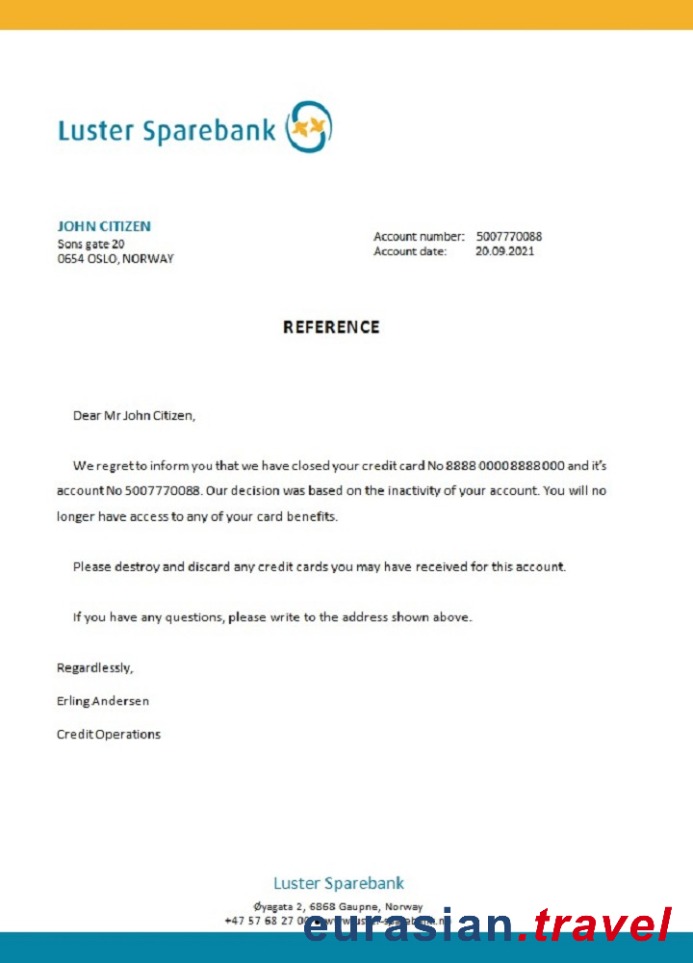 Luster Sparebank
JOHN CITIZEN
Sons gate 20
0654 OSLO, NORWAY
Account number: 5007770088
Account date: 20.09.2021
REFERENCE
Dear Mr John Citizen,
We regret to inform you that we have closed your credit card No 8888 0000 8888 000 and it's
account No 5007770088. Our decision was based on the inactivity of your account. You will no
longer have access to any of your card benefits.
Please destroy and discard any credit cards you may have received for this account.
If you have any questions, please write to the address shown above.
Regardlessly,
Erling Andersen
Credit Operations
Luster Sparebank
Øyagata 2, 6868 Gaupne, Norway
+47 57 68 27
eurasian.travel